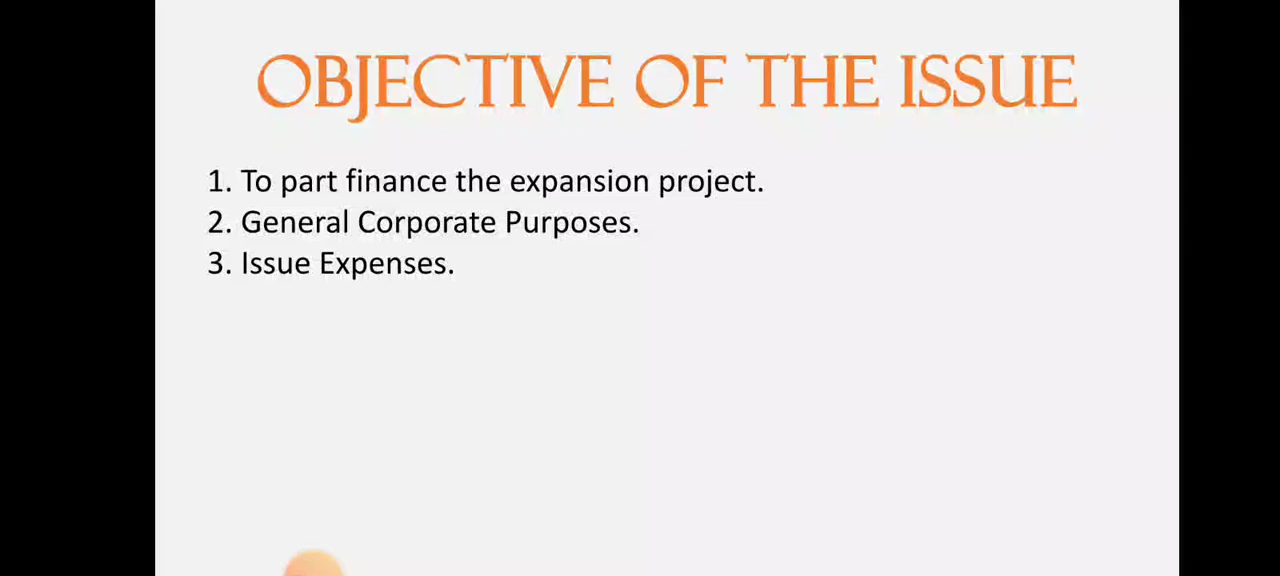 OBJECTIVE OF THE ISSUE
1. To part finance the expansion project.
2. General Corporate Purposes.
3. Issue Expenses.